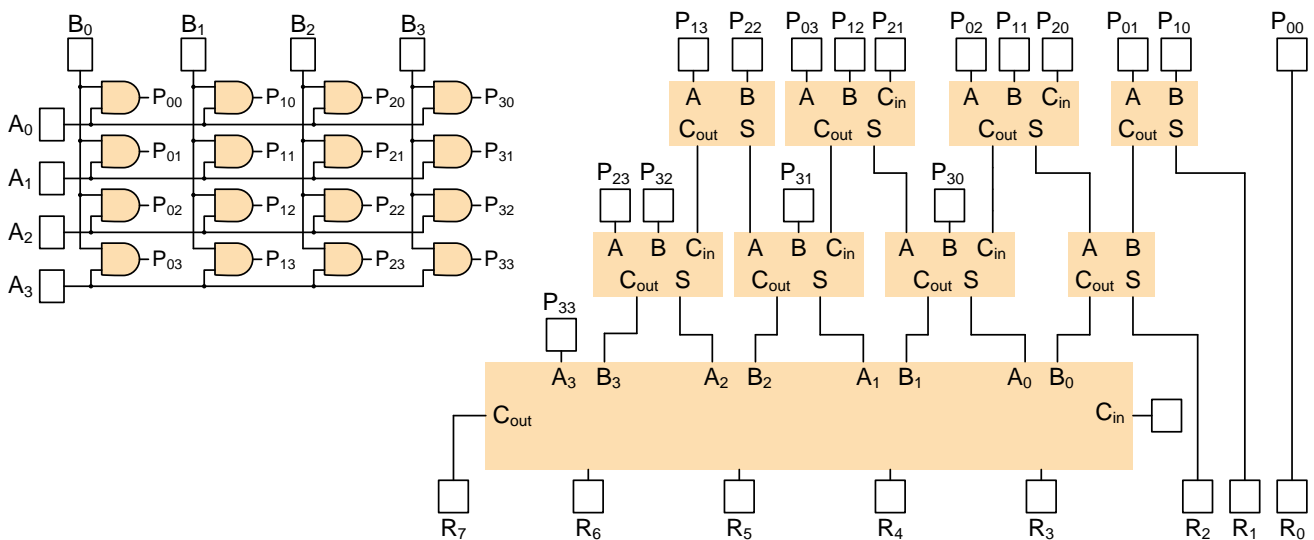 B₀ B₁ B₂ B₃
P₀₀ P₁₀ P₂₀ P₃₀
A₀
P₀₁ P₁₁ P₂₁ P₃₁
A₁
P₀₂ P₁₂ P₂₂ P₃₂
A₂
P₀₃ P₁₃ P₂₃ P₃₃
A₃
P₁₃ P₂₂ P₀₃ P₁₂ P₂₁ P₀₂ P₁₁ P₂₀ P₀₁ P₁₀ P₀₀
A B A B Cᵢₙ A B Cᵢₙ A B
Cₒᵤₜ S Cₒᵤₜ S Cₒᵤₜ S Cₒᵤₜ S
P₂₃ P₃₂ P₃₁ P₃₀
A B Cᵢₙ A B Cᵢₙ A B Cᵢₙ A B
Cₒᵤₜ S Cₒᵤₜ S Cₒᵤₜ S Cₒᵤₜ S
P₃₃
A₃ B₃ A₂ B₂ A₁ B₁ A₀ B₀
Cₒᵤₜ Cᵢₙ
R₇ R₆ R₅ R₄ R₃ R₂ R₁ R₀